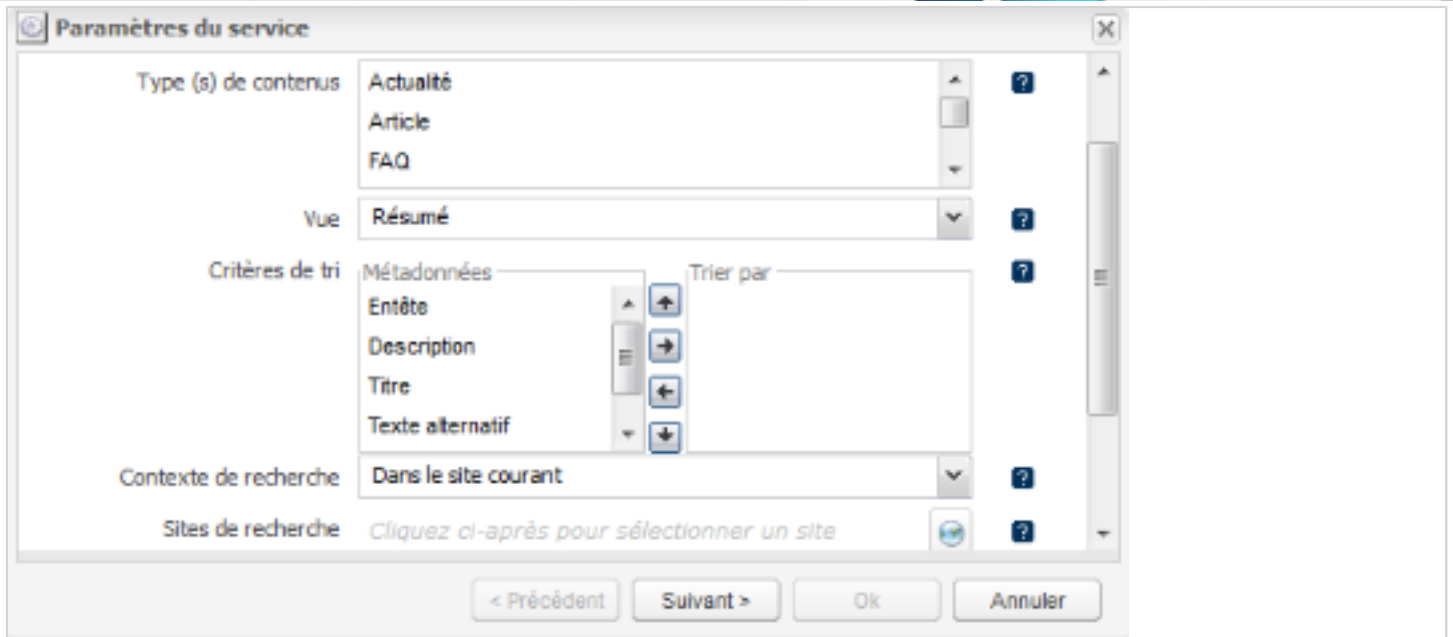 Paramètres du service
Type (s) de contenus
Actualité
Article
FAQ
Vue
Résumé
Critères de tri
Métadonnées
Trier par
Entête
Description
Titre
Texte alternatif
Contexte de recherche
Dans le site courant
Sites de recherche
Cliquez ci-après pour sélectionner un site
< Précédent
Suivant >
Ok
Annuler